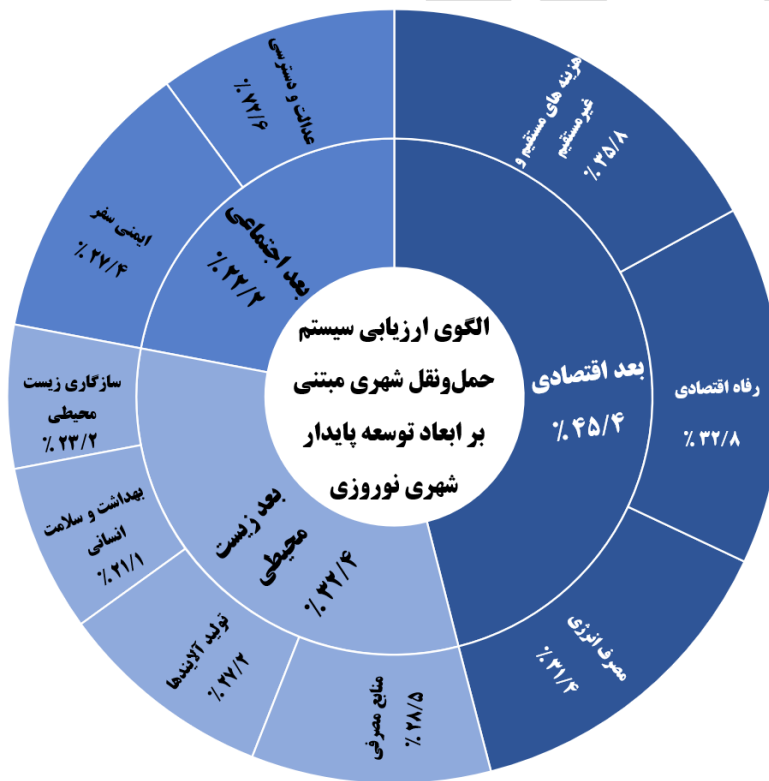 الگوی ارزیابی سیستم
حمل‌ونقل شهری مبتنی
بر ابعاد توسعه پایدار
شهری نوروزی
بعد اقتصادی
٪ ۴۵/۴
هزینه های مستقیم و
غیرمستقیم
٪ ۳۵/۸
رفاه اقتصادی
٪ ۳۲/۸
مصرف انرژی
٪ ۳۱/۴
بعد زیست
محیطی
٪ ۳۲/۴
منابع مصرفی
٪ ۲۸/۵
تولید آلایندها
٪ ۲۷/۲
بهداشت و سلامت
انسانی
٪ ۲۱/۱
سازگاری زیست
محیطی
٪ ۲۳/۲
بعد اجتماعی
٪ ۲۲/۲
ایمنی سفر
٪ ۲۷/۴
عدالت و دسترسی
٪ ۷۲/۶